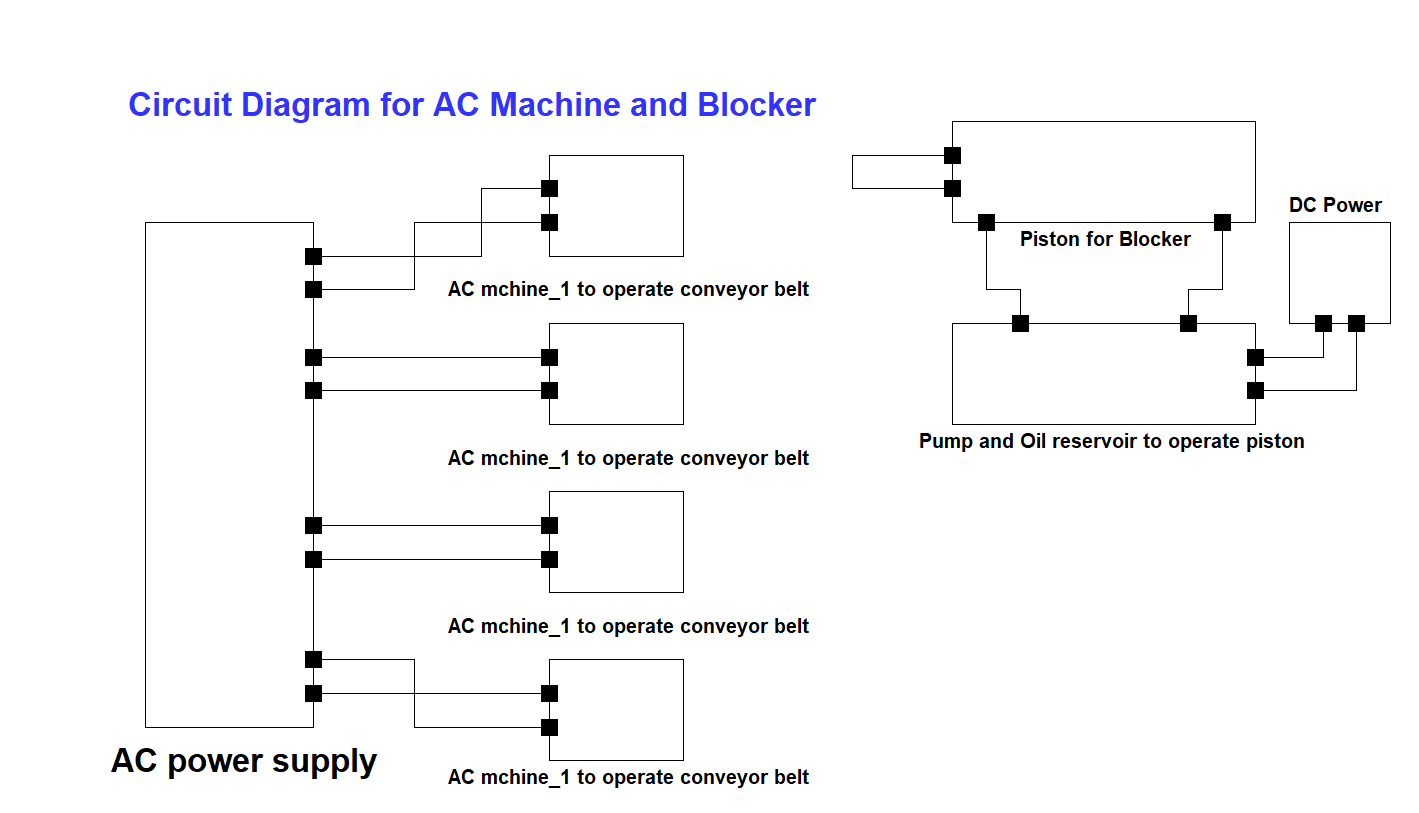 Circuit Diagram for AC Machine and Blocker
AC mchine_1 to operate conveyor belt
AC mchine_1 to operate conveyor belt
AC mchine_1 to operate conveyor belt
AC mchine_1 to operate conveyor belt
AC power supply
DC Power
Piston for Blocker
Pump and Oil reservoir to operate piston